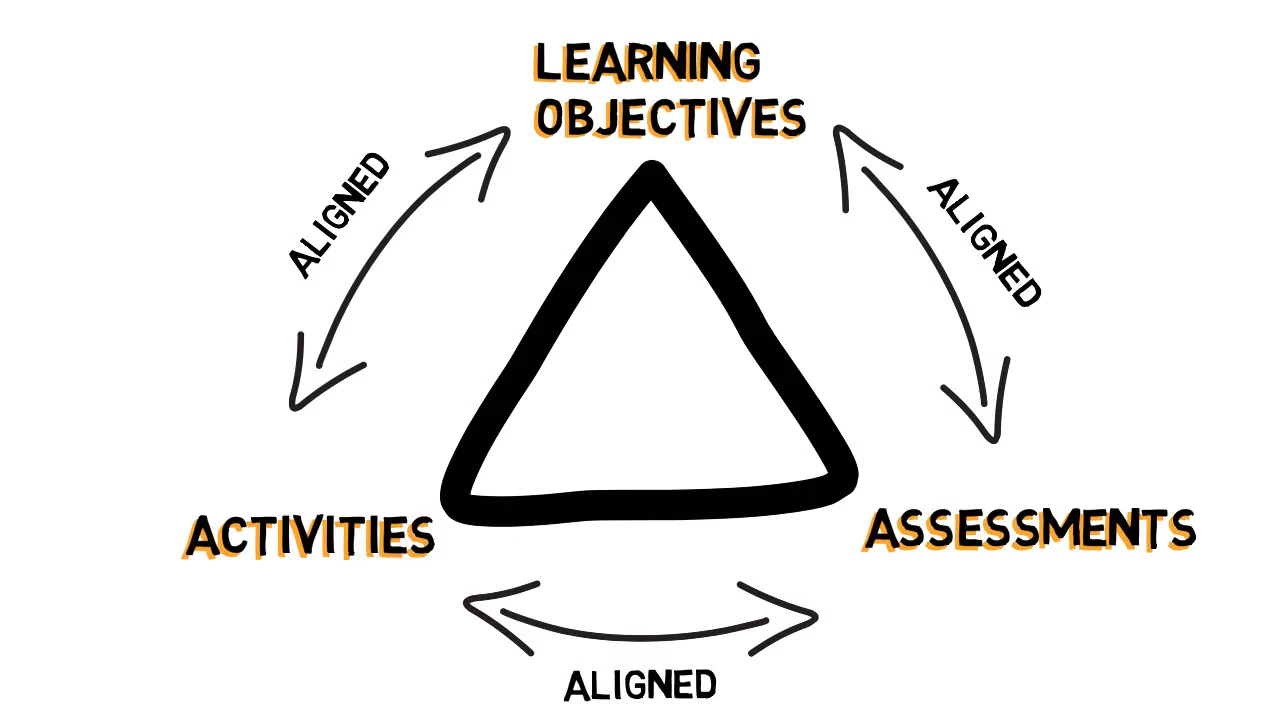 LEARNING
OBJECTIVES
ALIGNED
ALIGNED
ACTIVITIES
ASSESSMENTS
ALIGNED